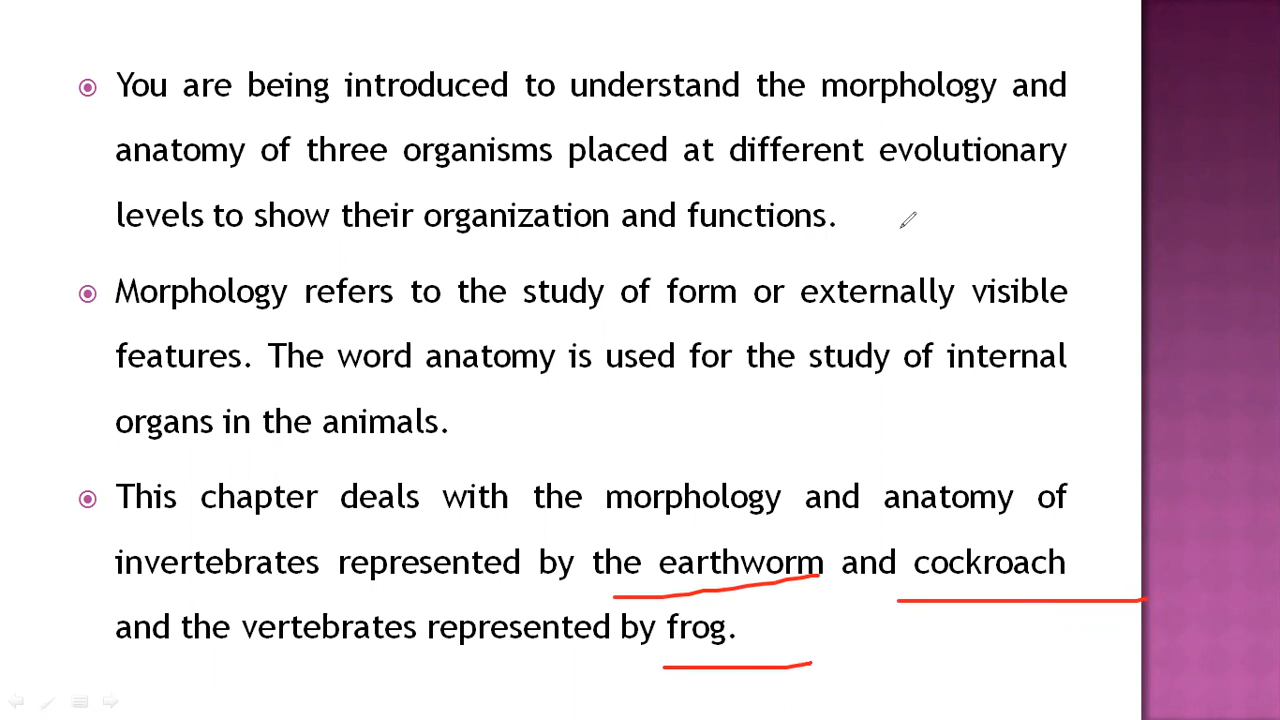 You are being introduced to understand the morphology and
anatomy of three organisms placed at different evolutionary
levels to show their organization and functions.
Morphology refers to the study of form or externally visible
features. The word anatomy is used for the study of internal
organs in the animals.
This chapter deals with the morphology and anatomy of
invertebrates represented by the earthworm and cockroach
and the vertebrates represented by frog.